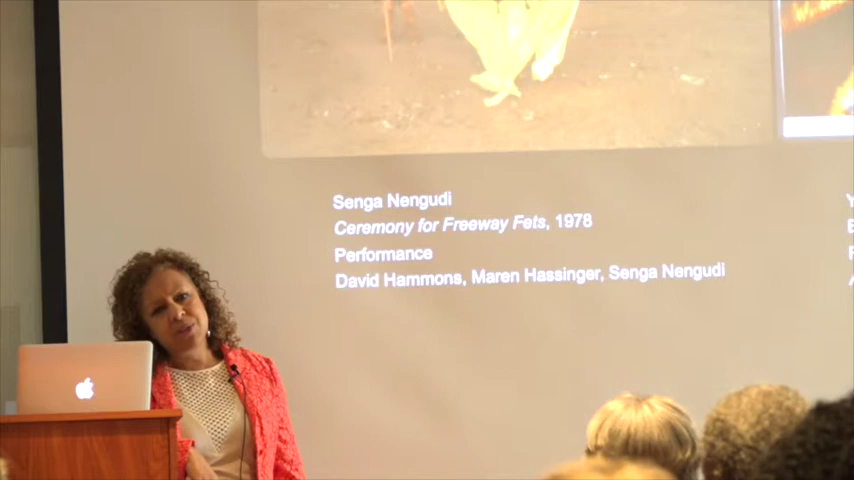 Senga Nengudi
Ceremony for Freeway Fets, 1978
Performance
David Hammons, Maren Hassinger, Senga Nengudi